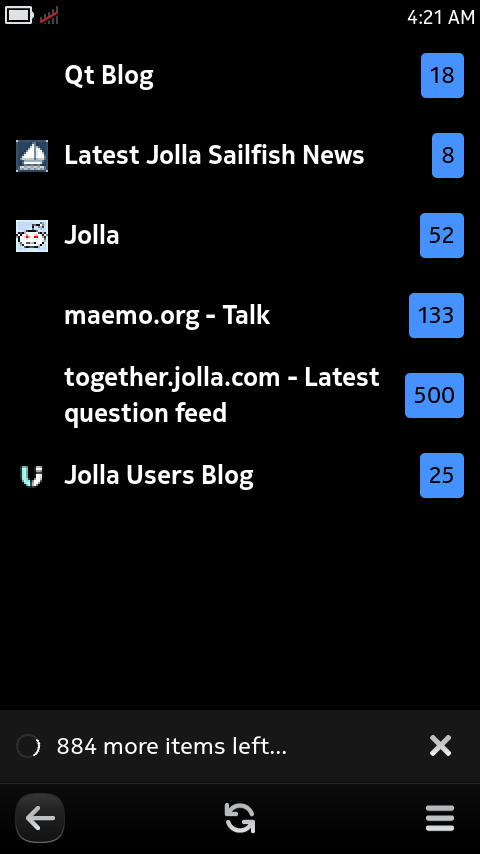 4:21 AM
Qt Blog 18
Latest Jolla Sailfish News 8
Jolla 52
maemo.org - Talk 133
together.jolla.com - Latest
question feed 500
Jolla Users Blog 25
884 more items left...